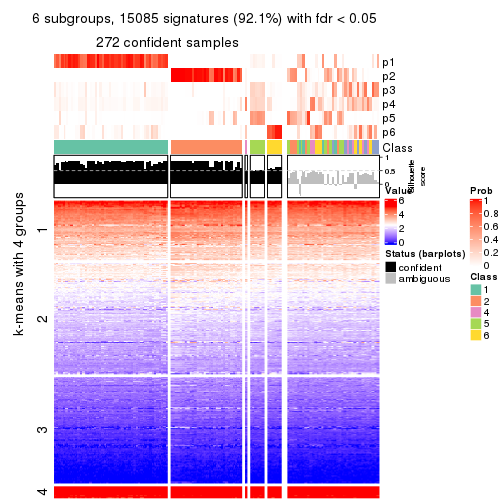 6 subgroups, 15085 signatures (92.1%) with fdr < 0.05
272 confident samples
p1
p2
p3
p4
p5
p6
Class
1
0.5
0
Silhouette
score
k-means with 4 groups
1
2
3
4
Value
6
4
2
0
Status (barplots)
confident
ambiguous
Prob
1
0.8
0.6
0.4
0.2
0
Class
1
2
4
5
6